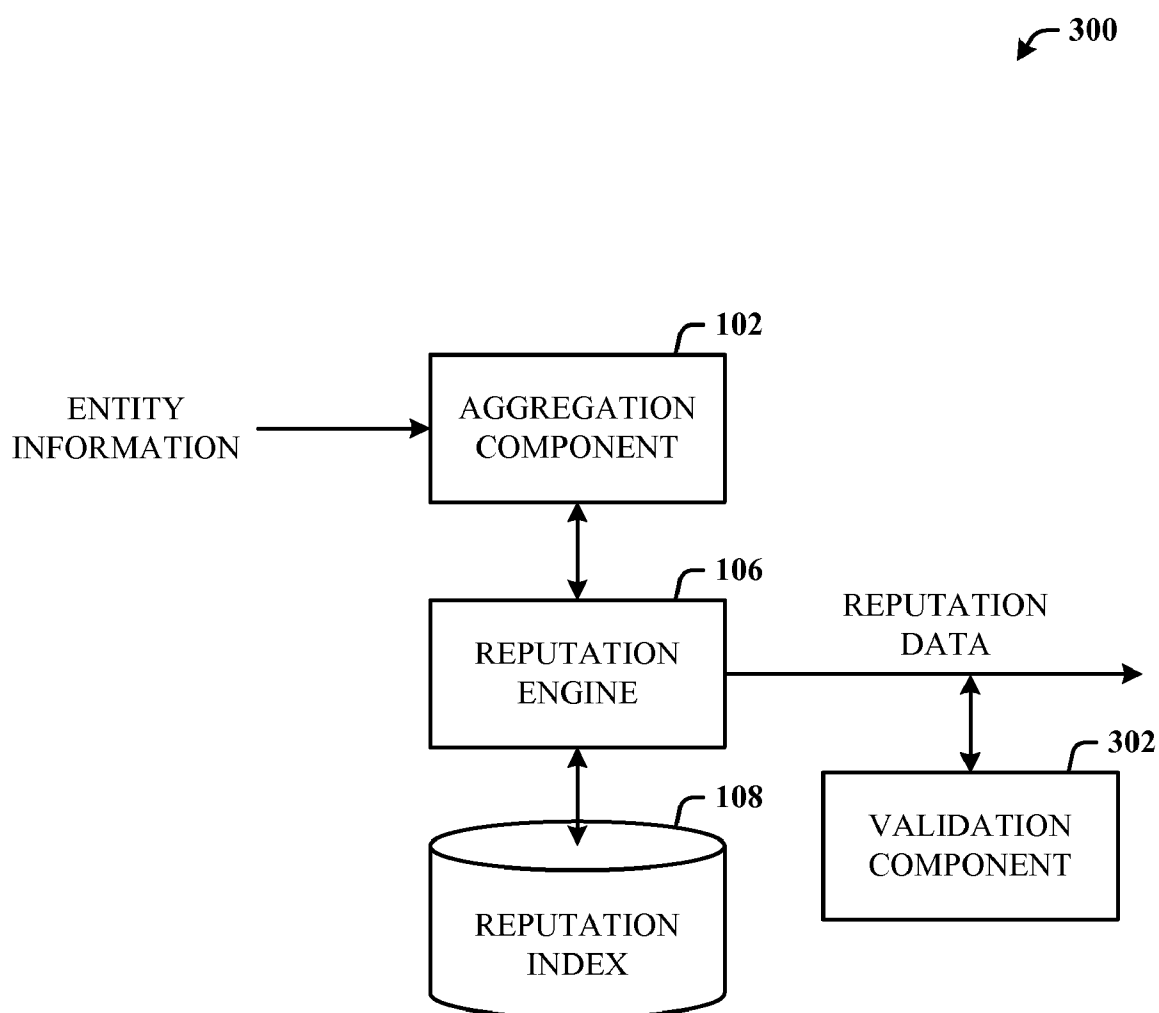 300
102
ENTITY
INFORMATION
AGGREGATION
COMPONENT
106
REPUTATION
ENGINE
REPUTATION
DATA
302
VALIDATION
COMPONENT
108
REPUTATION
INDEX